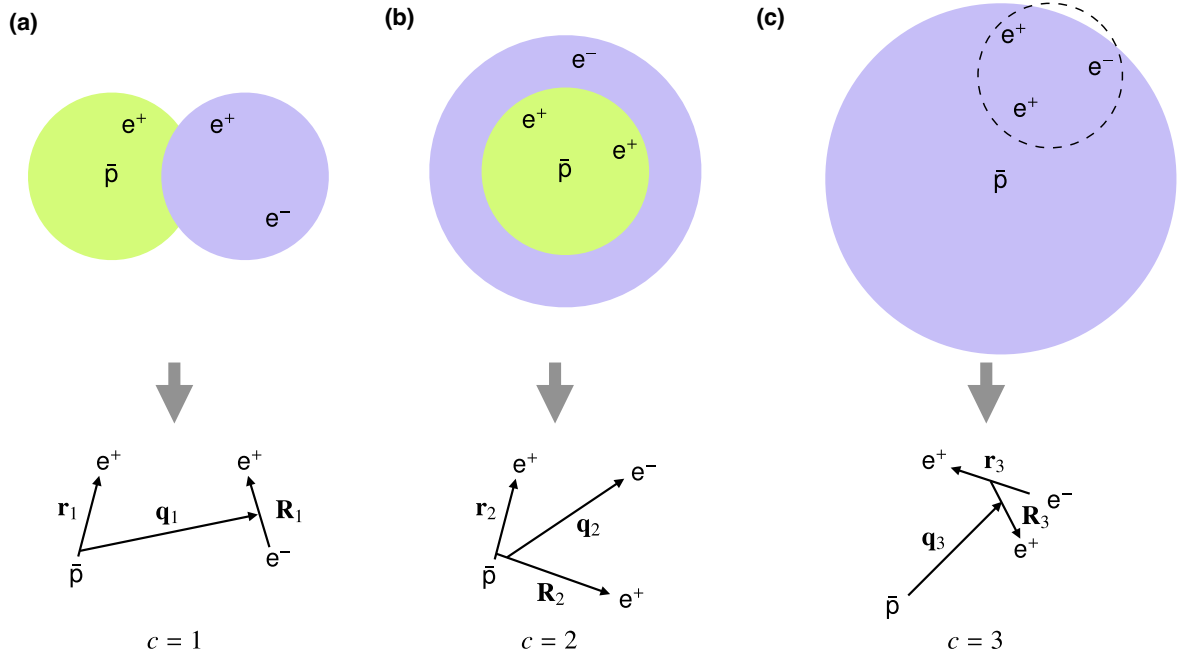 (a)
e⁺ e⁺
p̄
e⁻
(b)
e⁻
e⁺
e⁺
p̄
(c)
e⁺
e⁻
e⁺
p̄
e⁺ e⁺
r₁ q₁ R₁
p̄ e⁻
c = 1
e⁺ e⁻
r₂ q₂
p̄
R₂ e⁺
c = 2
e⁺ r₃
e⁻
R₃
q₃ e⁺
p̄
c = 3